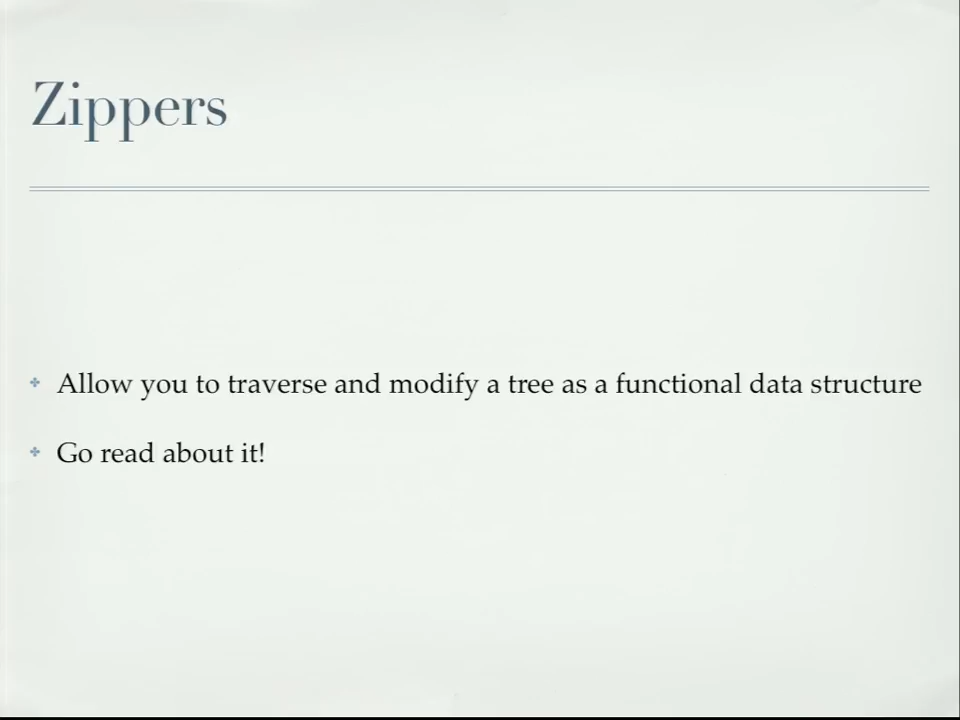 Zippers
Allow you to traverse and modify a tree as a functional data structure
Go read about it!